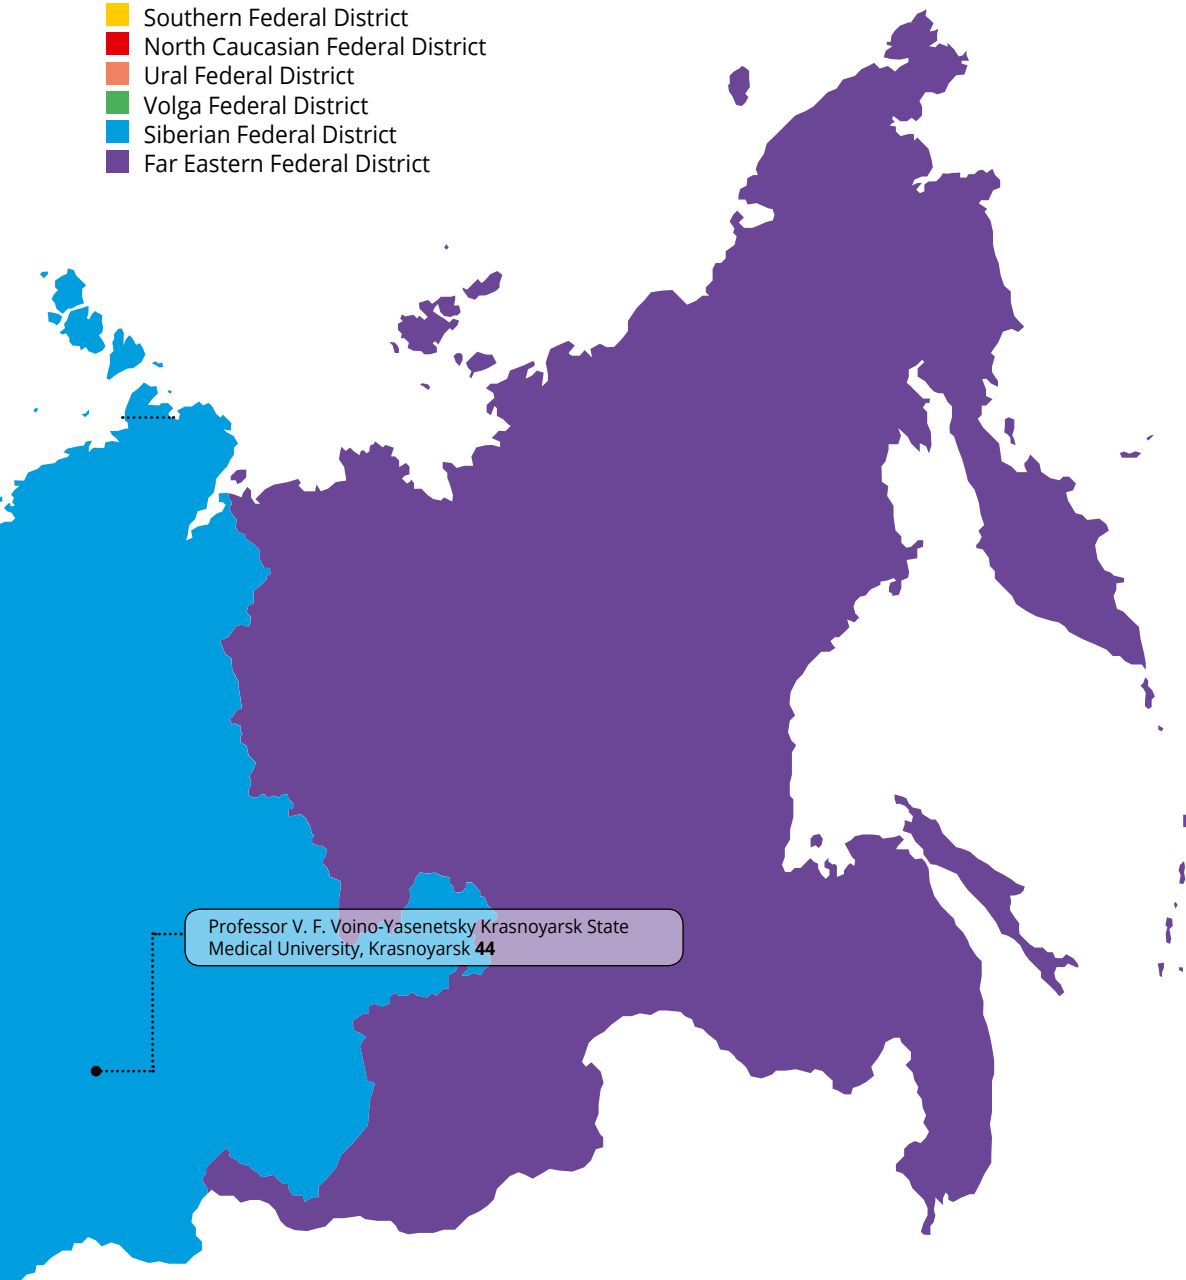 Southern Federal District
North Caucasian Federal District
Ural Federal District
Volga Federal District
Siberian Federal District
Far Eastern Federal District
Professor V. F. Voino-Yasenetsky Krasnoyarsk State
Medical University, Krasnoyarsk 44